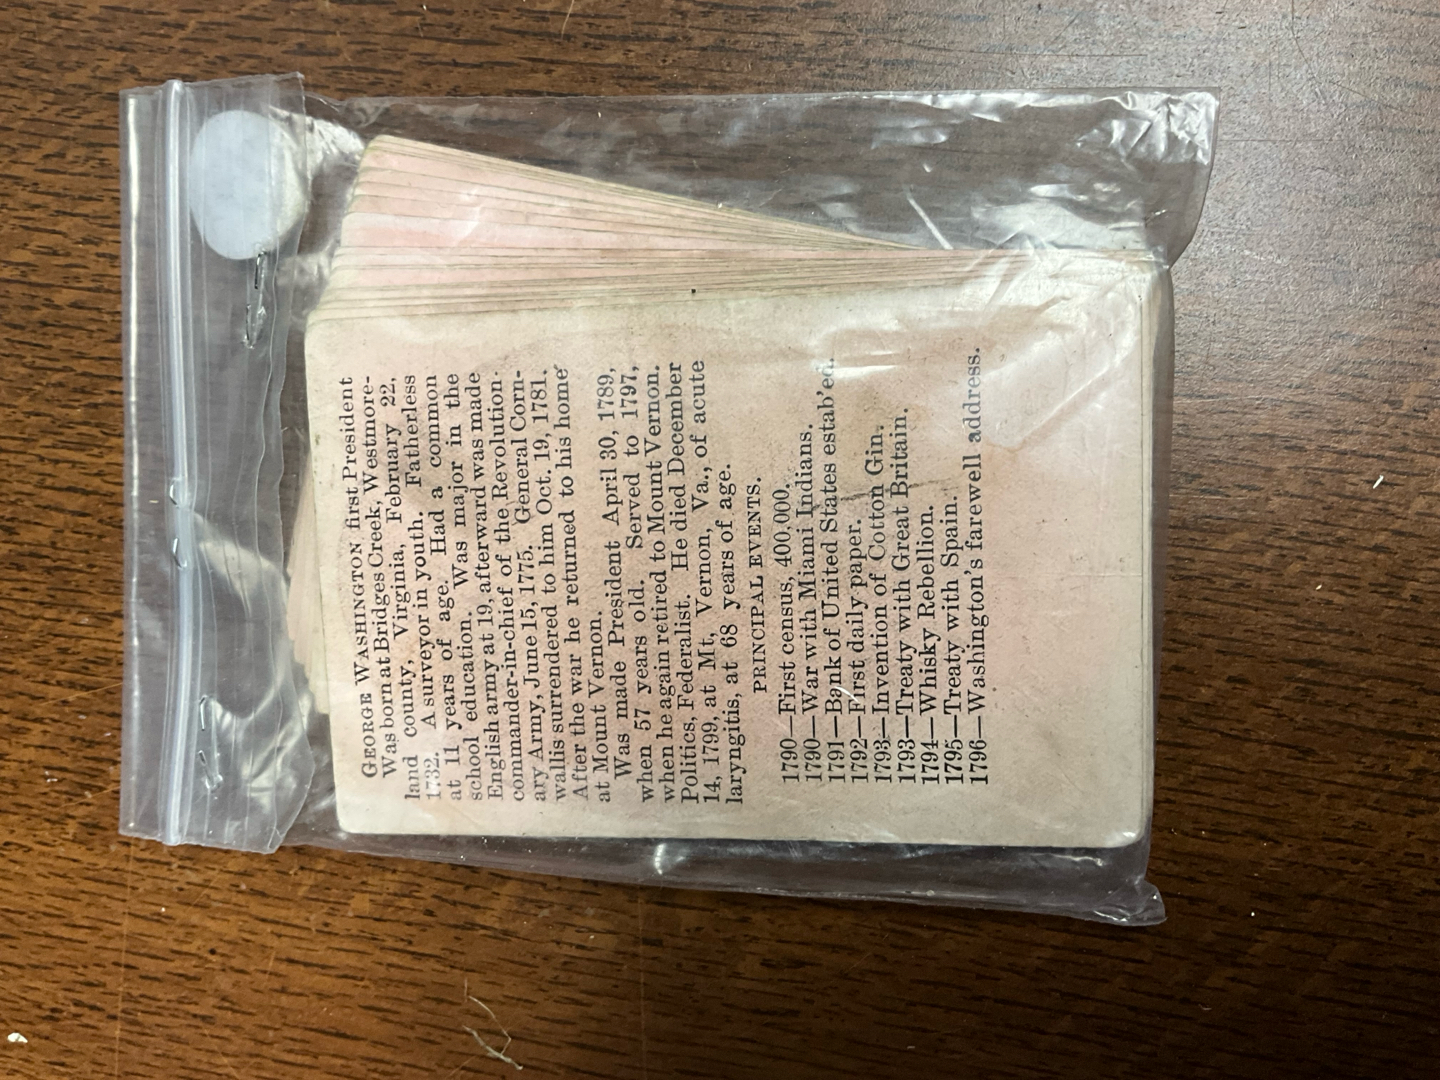 GEORGE WASHINGTON first President
Was born at Bridges Creek, Westmore-
land county, Virginia, February 22,
1732. A surveyor in youth. Fatherless
at 11 years of age. Had a common
school education. Was major in the
English army at 19, afterward was made
commander-in-chief of the Revolution-
ary Army, June 15, 1775. General Corn-
wallis surrendered to him Oct. 19, 1781.
After the war he returned to his home
at Mount Vernon.
Was made President April 30, 1789,
when 57 years old. Served to 1797,
when he again retired to Mount Vernon.
Politics, Federalist. He died December
14, 1799, at Mt. Vernon, Va., of acute
laryngitis, at 68 years of age.
PRINCIPAL EVENTS.
1790—First census, 400,000.
1790—War with Miami Indians.
1791—Bank of United States estab'ed.
1792—First daily paper.
1793—Invention of Cotton Gin.
1793—Treaty with Great Britain.
1794—Whisky Rebellion.
1795—Treaty with Spain.
1796—Washington's farewell address.